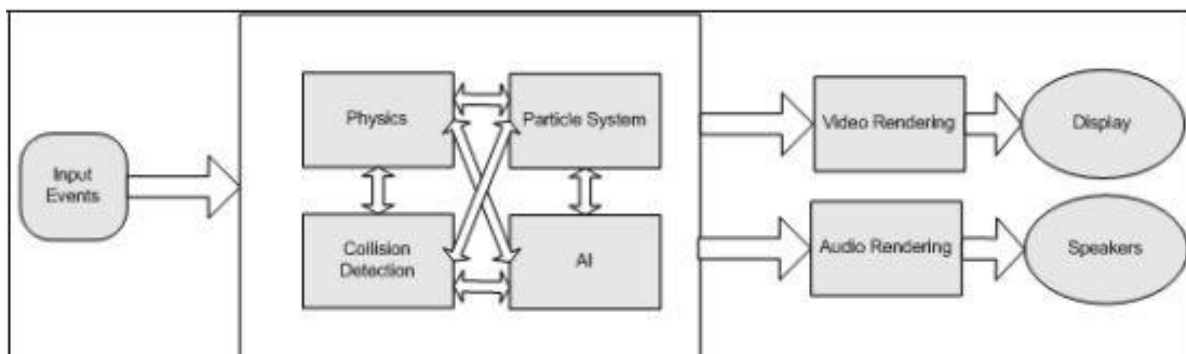 Input
Events
Physics
Particle System
Collision
Detection
AI
Video Rendering
Display
Audio Rendering
Speakers